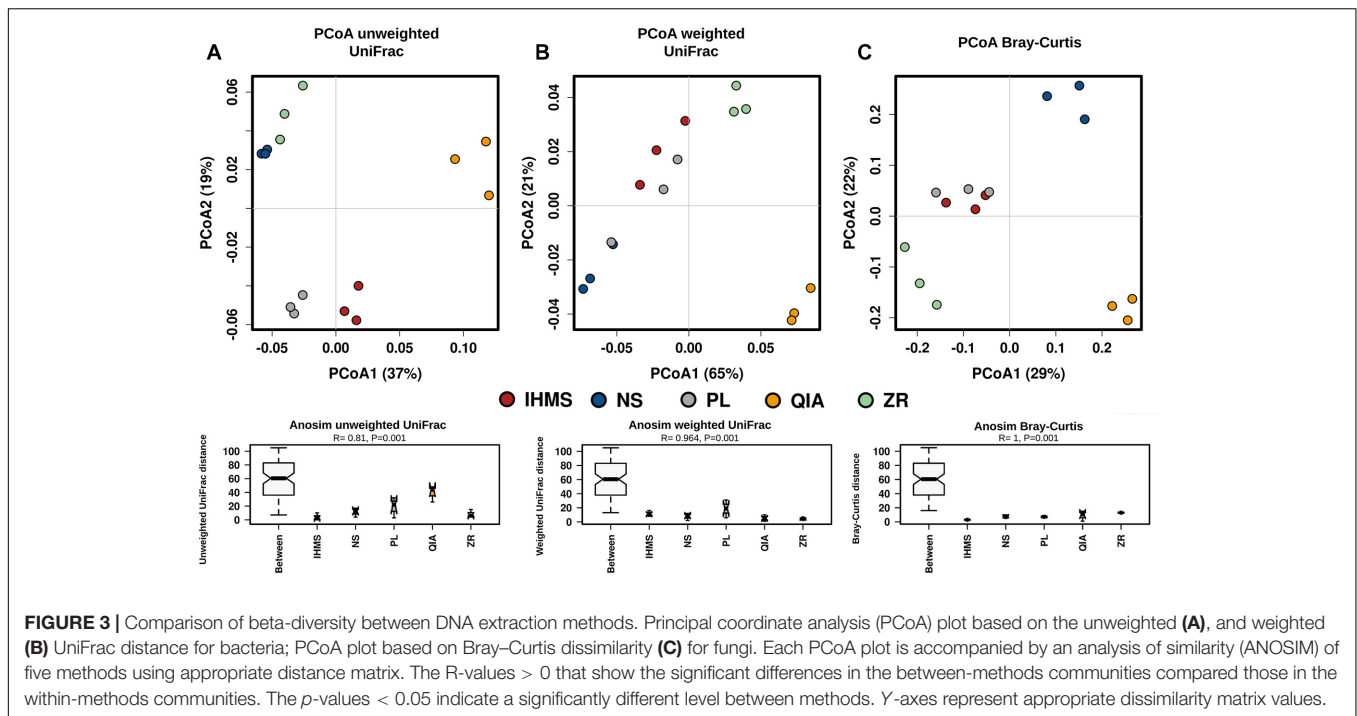 A
PCoA unweighted
UniFrac
PCoA2 (19%)
0.06
0.02
-0.02
-0.06
-0.05
0.00
0.05
0.10
PCoA1 (37%)
B
PCoA weighted
UniFrac
PCoA2 (21%)
0.04
0.02
0.00
-0.02
-0.04
-0.05
0.00
0.05
PCoA1 (65%)
C
PCoA Bray-Curtis
PCoA2 (22%)
0.2
0.1
0.0
-0.1
-0.2
-0.2
-0.1
0.0
0.1
0.2
PCoA1 (29%)
IHMS NS PL QIA ZR
Anosim unweighted UniFrac
R= 0.81, P=0.001
Unweighted UniFrac distance
100
80
60
40
20
0
Between
IHMS
NS
PL
QIA
ZR
Anosim weighted UniFrac
R= 0.964, P=0.001
Weighted UniFrac distance
100
80
60
40
20
0
Between
IHMS
NS
PL
QIA
ZR
Anosim Bray-Curtis
R= 1, P=0.001
Bray-Curtis distance
100
80
60
40
20
0
Between
IHMS
NS
PL
QIA
ZR
FIGURE 3 | Comparison of beta-diversity between DNA extraction methods. Principal coordinate analysis (PCoA) plot based on the unweighted (A), and weighted
(B) UniFrac distance for bacteria; PCoA plot based on Bray–Curtis dissimilarity (C) for fungi. Each PCoA plot is accompanied by an analysis of similarity (ANOSIM) of
five methods using appropriate distance matrix. The R-values > 0 that show the significant differences in the between-methods communities compared those in the
within-methods communities. The p-values < 0.05 indicate a significantly different level between methods. Y-axes represent appropriate dissimilarity matrix values.